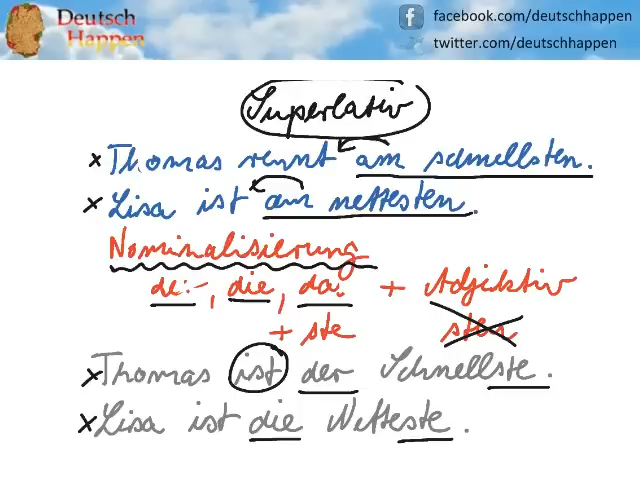 Deutsch
Happen
facebook.com/deutschhappen
twitter.com/deutschhappen
Superlativ
Thomas rennt am schnellsten.
Lisa ist am nettesten.
Nominalisierung
der, die, das + Adjektiv
+ ste sten
Thomas ist der Schnellste.
Lisa ist die Netteste.